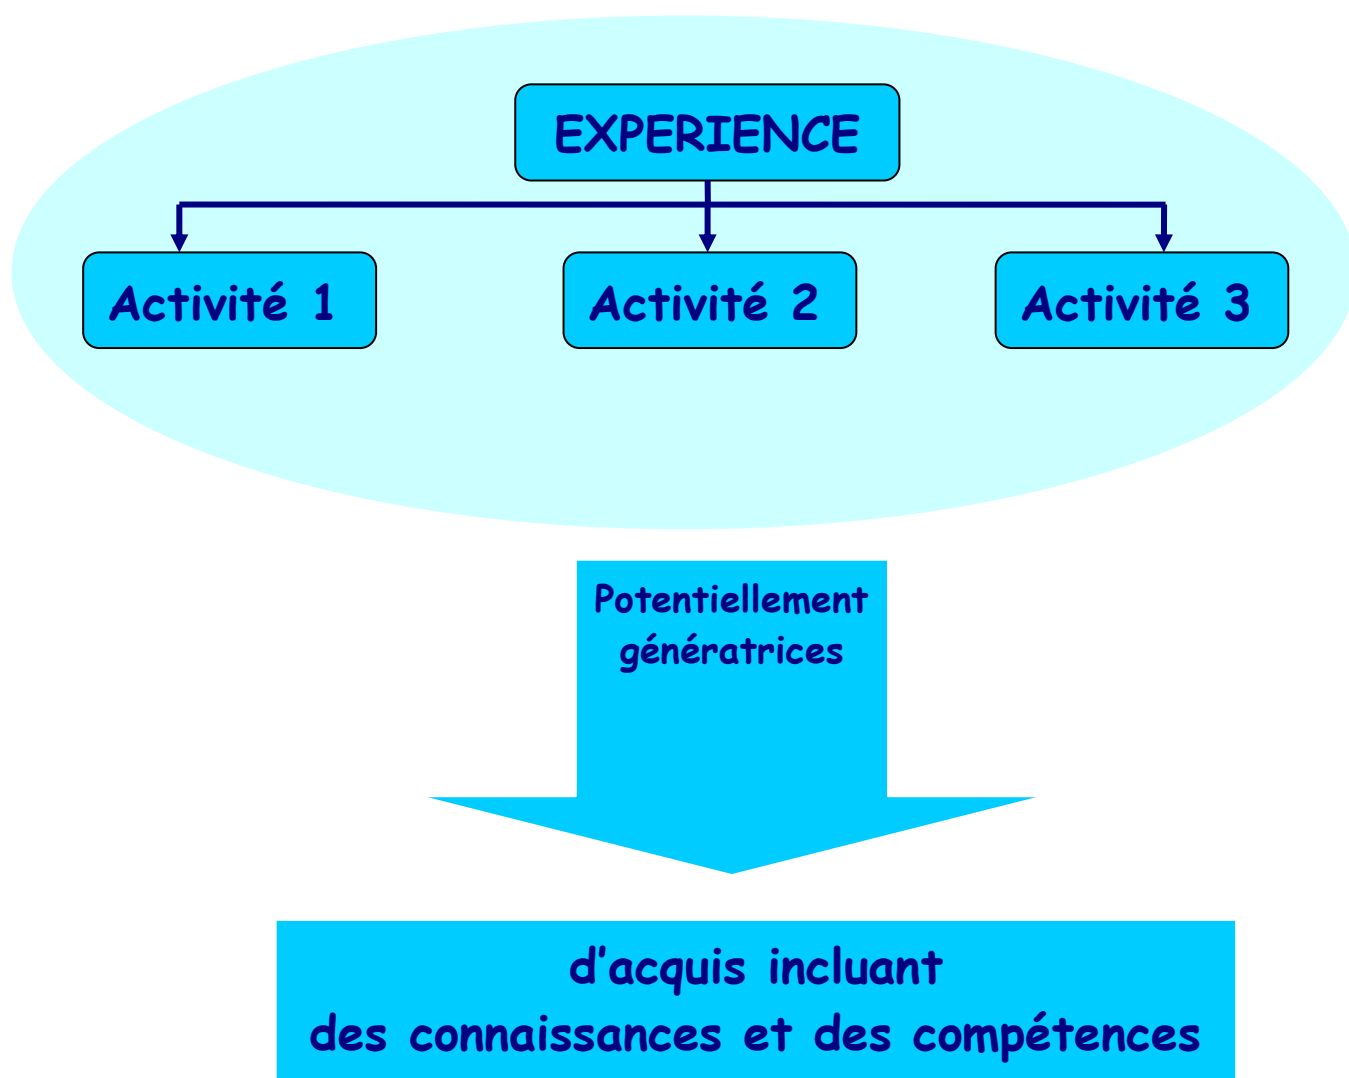 EXPERIENCE
Activité 1
Activité 2
Activité 3
Potentiellement
génératrices
d'acquis incluant
des connaissances et des compétences